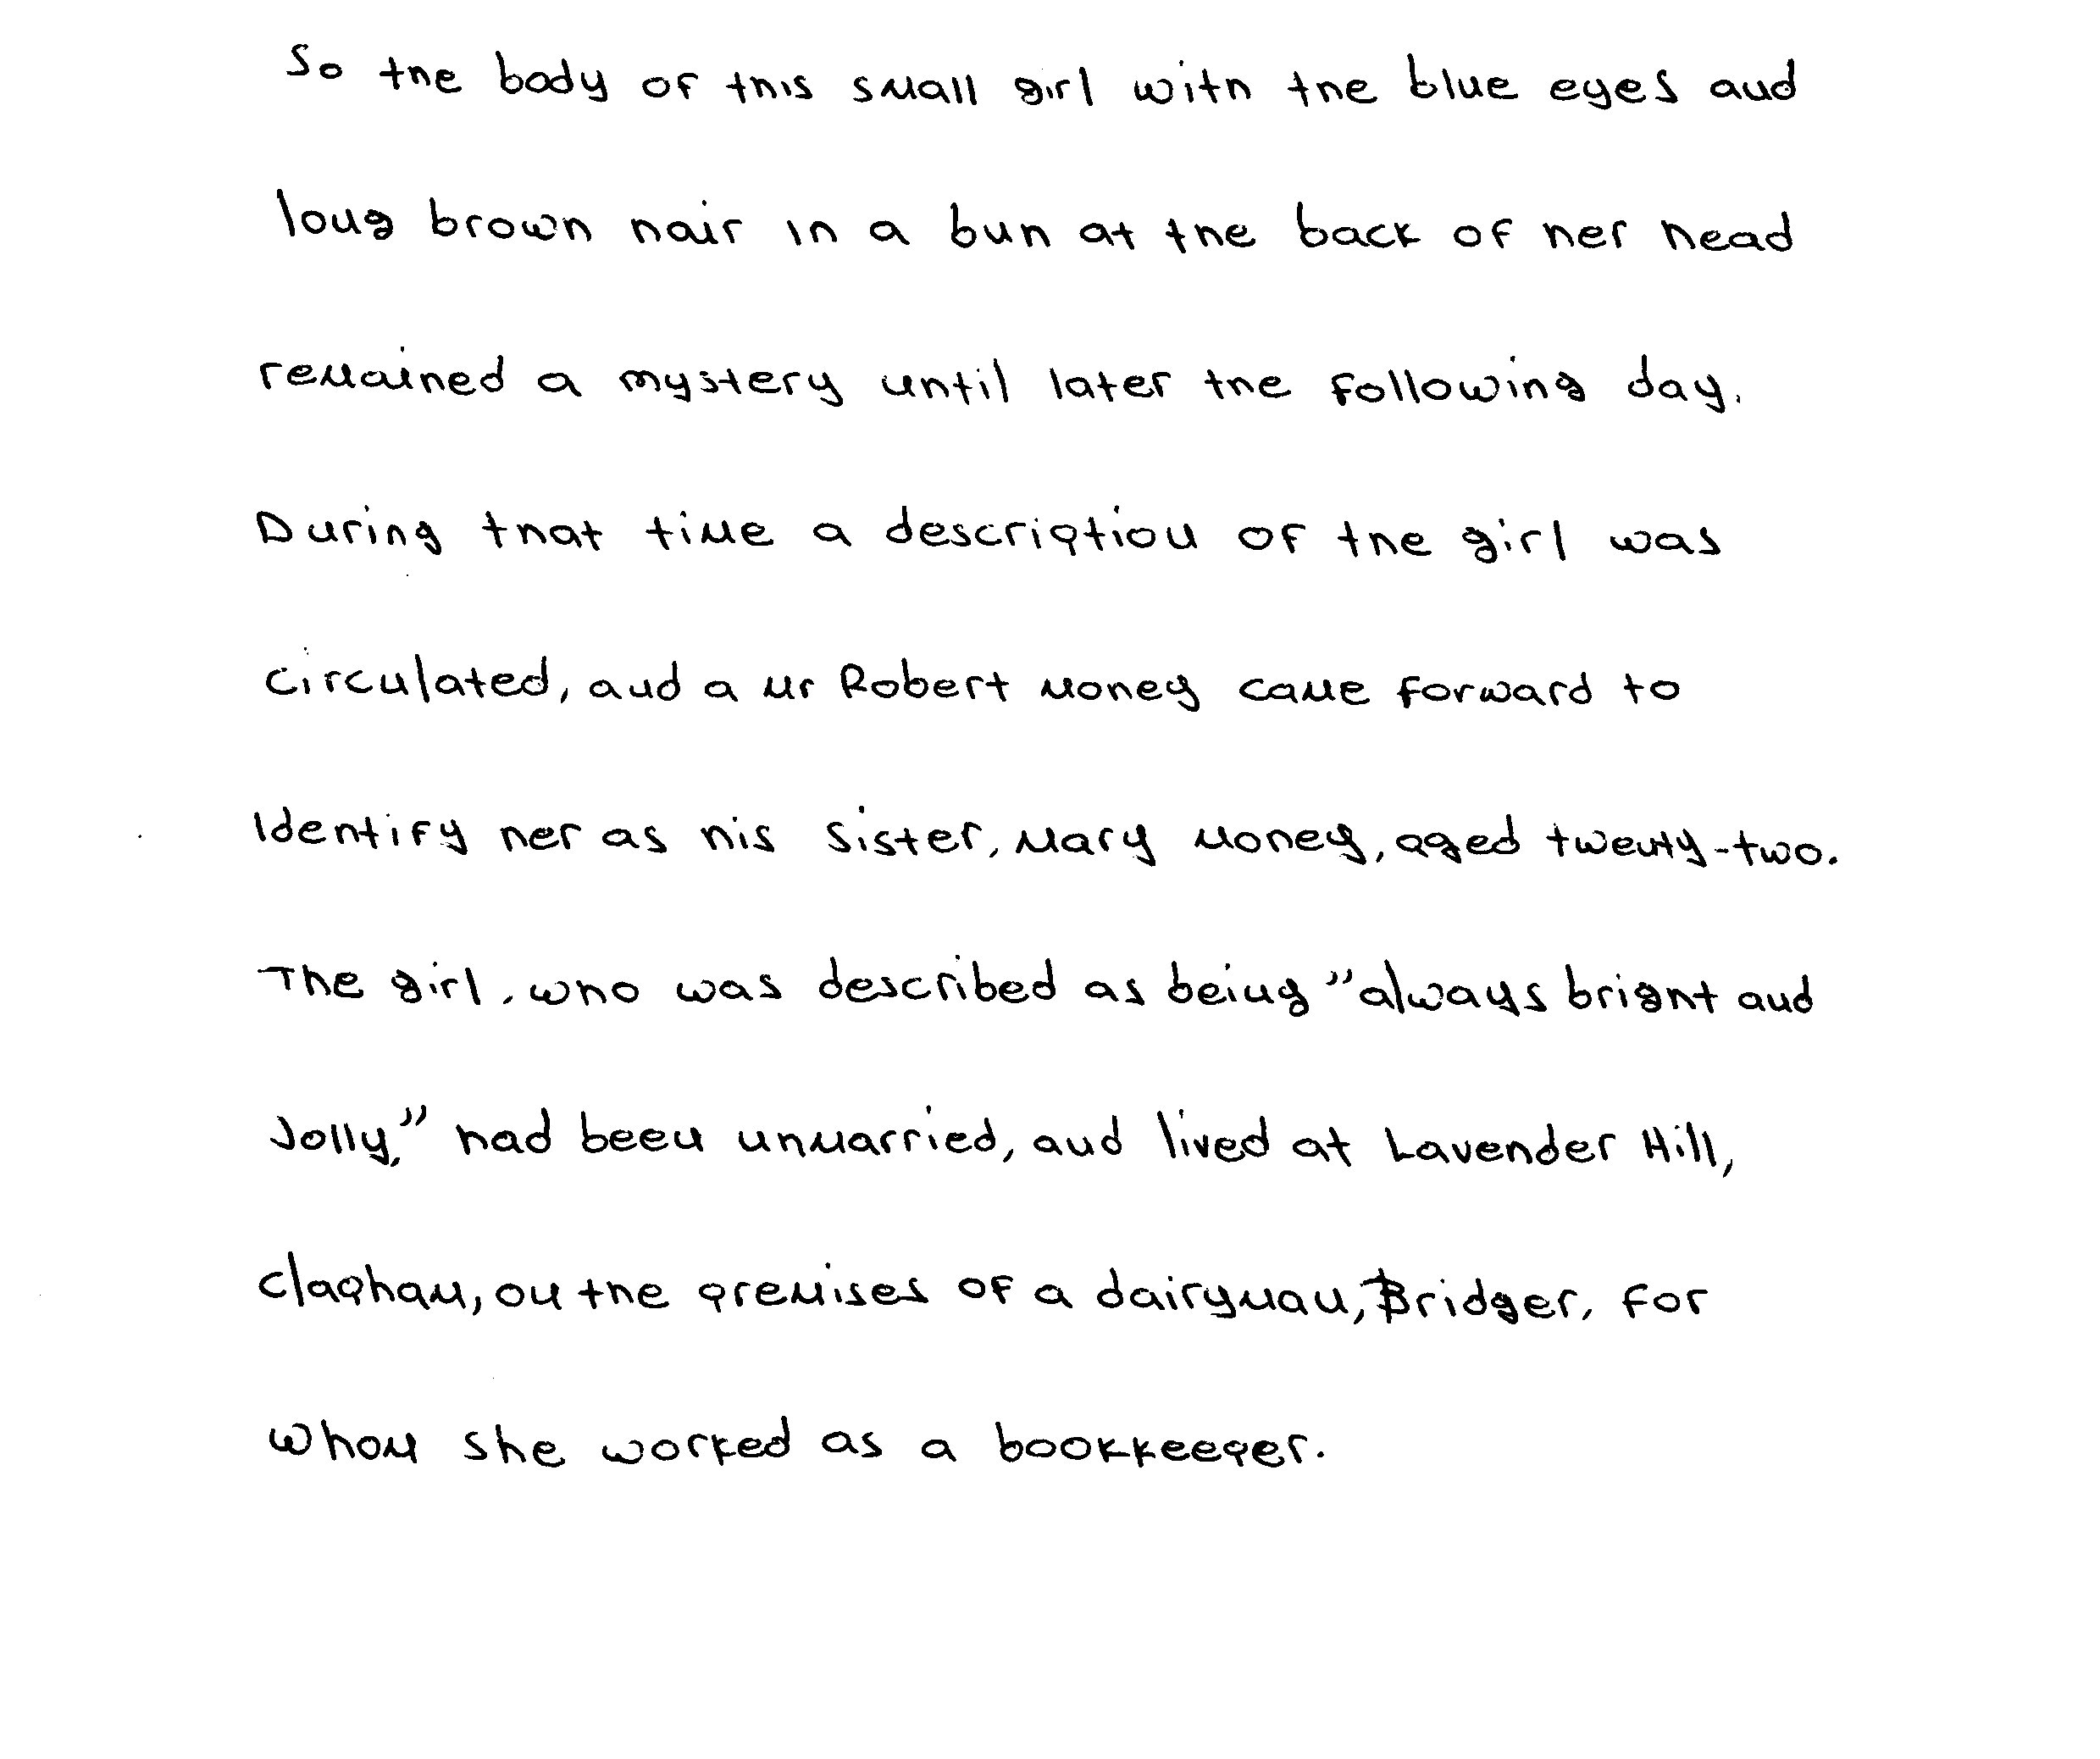 So the body of this small girl with the blue eyes and
long brown hair in a bun at the back of her head
remained a mystery until later the following day.
During that time a description of the girl was
circulated, and a Mr Robert Money came forward to
identify her as his sister, Mary Money, aged twenty-two.
The girl, who was described as being "always bright and
Jolly," had been unmarried, and lived at Lavender Hill,
Clapham, on the premises of a dairyman, Bridger, for
whom she worked as a bookkeeper.